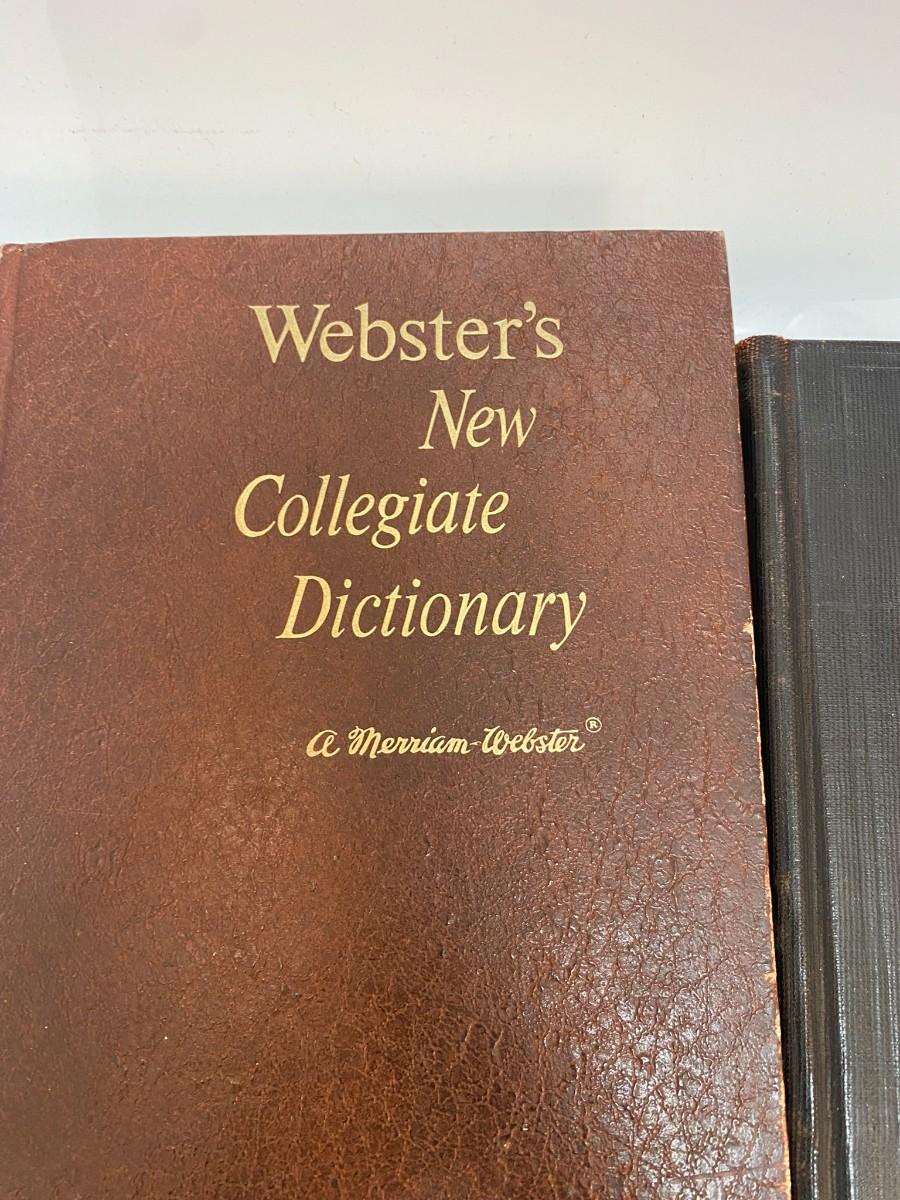 Webster's
New
Collegiate
Dictionary
a Merriam-Webster®